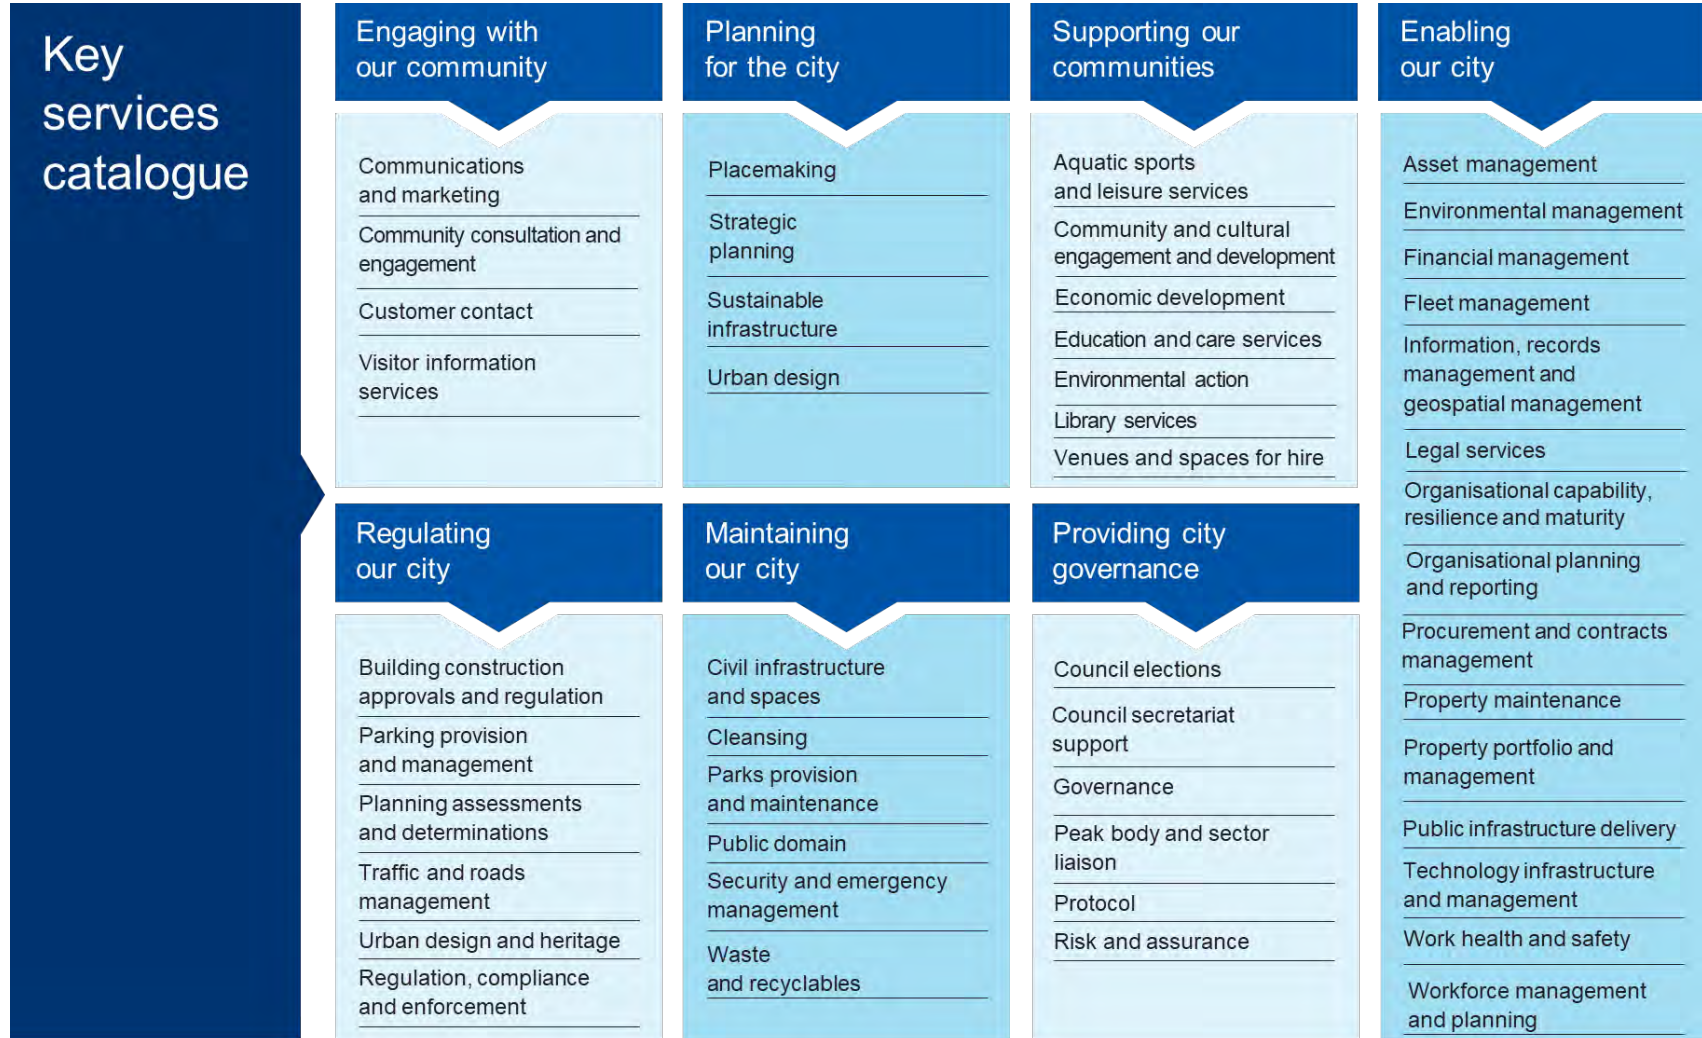 Key
services
catalogue
Engaging with
our community
Communications
and marketing
Community consultation and
engagement
Customer contact
Visitor information
services
Planning
for the city
Placemaking
Strategic
planning
Sustainable
infrastructure
Urban design
Supporting our
communities
Aquatic sports
and leisure services
Community and cultural
engagement and development
Economic development
Education and care services
Environmental action
Library services
Venues and spaces for hire
Enabling
our city
Asset management
Environmental management
Financial management
Fleet management
Information, records
management and
geospatial management
Legal services
Organisational capability,
resilience and maturity
Organisational planning
and reporting
Procurement and contracts
management
Property maintenance
Property portfolio and
management
Public infrastructure delivery
Technology infrastructure
and management
Work health and safety
Workforce management
and planning
Regulating
our city
Building construction
approvals and regulation
Parking provision
and management
Planning assessments
and determinations
Traffic and roads
management
Urban design and heritage
Regulation, compliance
and enforcement
Maintaining
our city
Civil infrastructure
and spaces
Cleansing
Parks provision
and maintenance
Public domain
Security and emergency
management
Waste
and recyclables
Providing city
governance
Council elections
Council secretariat
support
Governance
Peak body and sector
liaison
Protocol
Risk and assurance